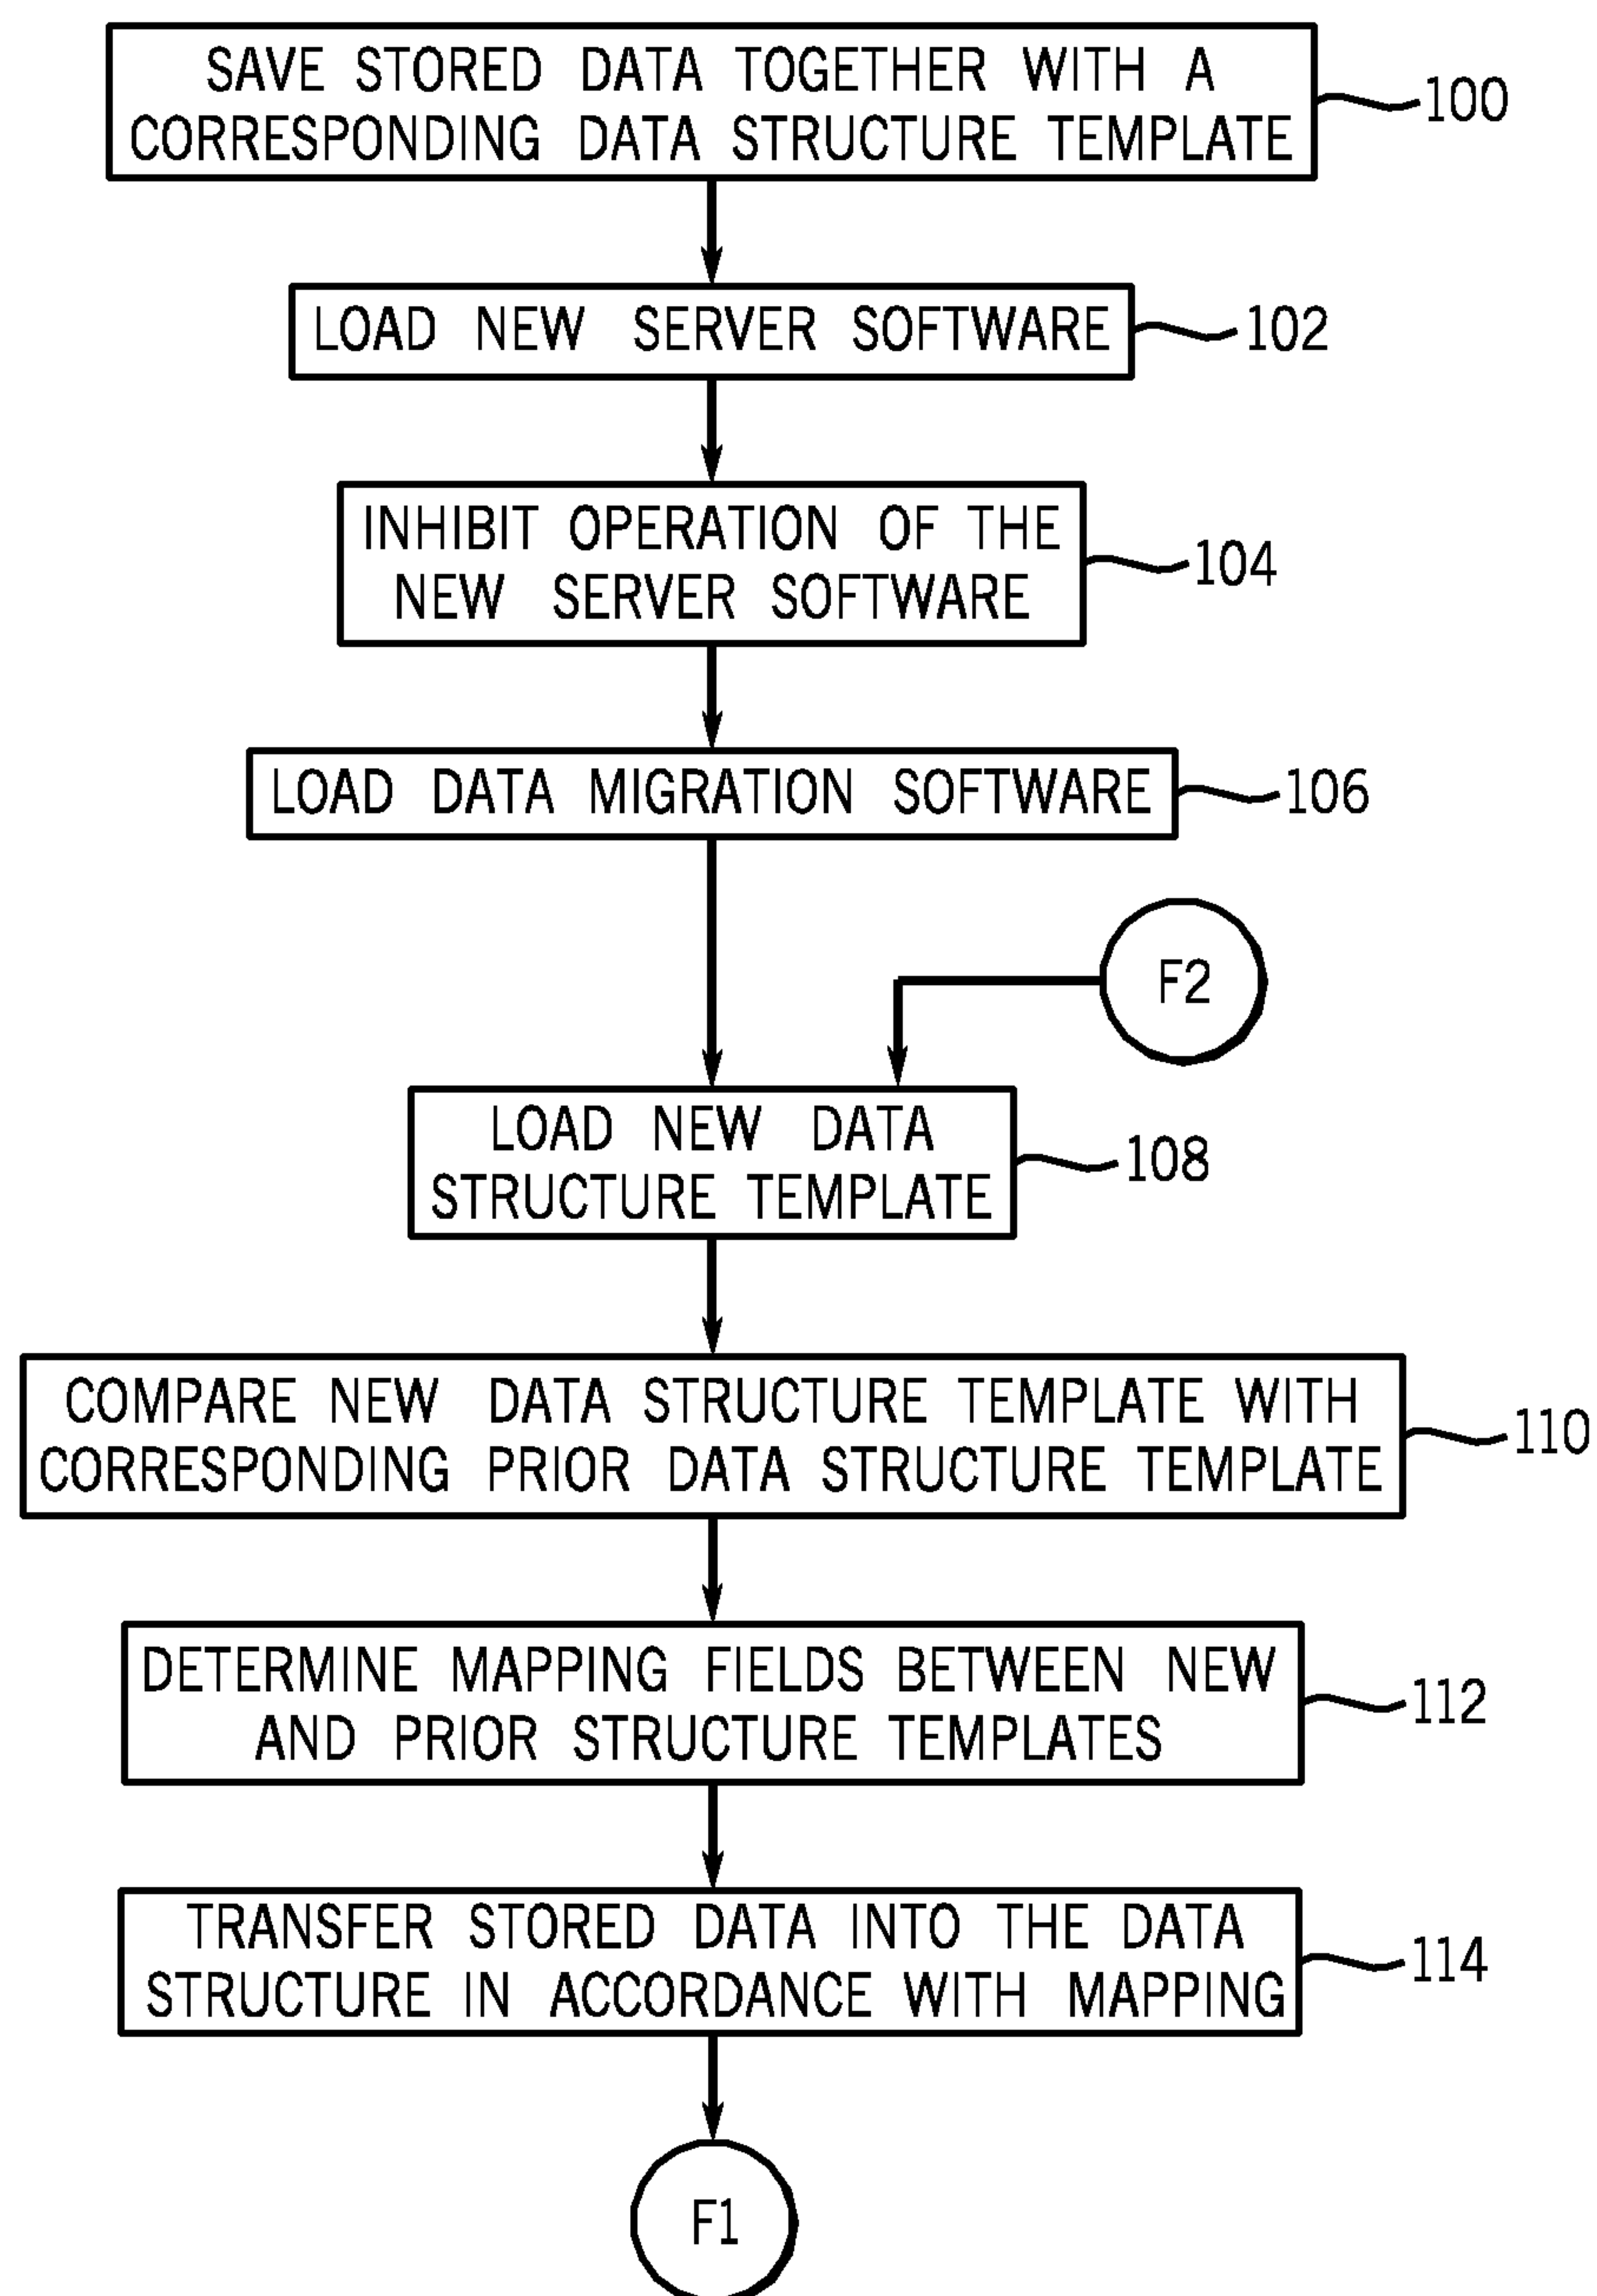 SAVE STORED DATA TOGETHER WITH A
CORRESPONDING DATA STRUCTURE TEMPLATE
100
LOAD NEW SERVER SOFTWARE
102
INHIBIT OPERATION OF THE
NEW SERVER SOFTWARE
104
LOAD DATA MIGRATION SOFTWARE
106
F2
LOAD NEW DATA
STRUCTURE TEMPLATE
108
COMPARE NEW DATA STRUCTURE TEMPLATE WITH
CORRESPONDING PRIOR DATA STRUCTURE TEMPLATE
110
DETERMINE MAPPING FIELDS BETWEEN NEW
AND PRIOR STRUCTURE TEMPLATES
112
TRANSFER STORED DATA INTO THE DATA
STRUCTURE IN ACCORDANCE WITH MAPPING
114
F1